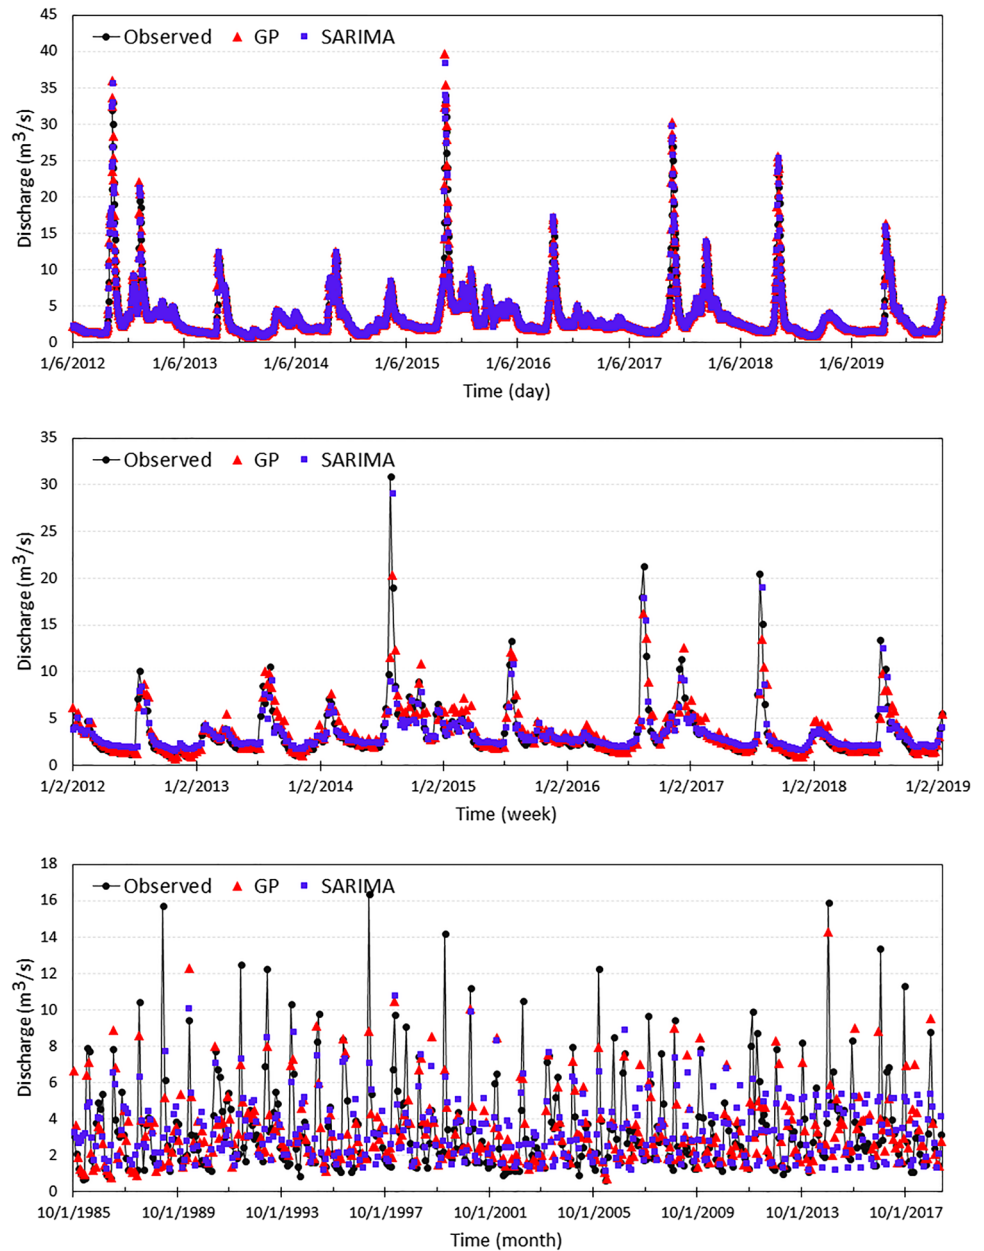 45
40
35
30
25
20
15
10
5
0
Discharge (m³/s)
Observed GP SARIMA
1/6/2012 1/6/2013 1/6/2014 1/6/2015 1/6/2016 1/6/2017 1/6/2018 1/6/2019
Time (day)
35
30
25
20
15
10
5
0
Discharge (m³/s)
Observed GP SARIMA
1/2/2012 1/2/2013 1/2/2014 1/2/2015 1/2/2016 1/2/2017 1/2/2018 1/2/2019
Time (week)
18
16
14
12
10
8
6
4
2
0
Discharge (m³/s)
Observed GP SARIMA
10/1/1985 10/1/1989 10/1/1993 10/1/1997 10/1/2001 10/1/2005 10/1/2009 10/1/2013 10/1/2017
Time (month)